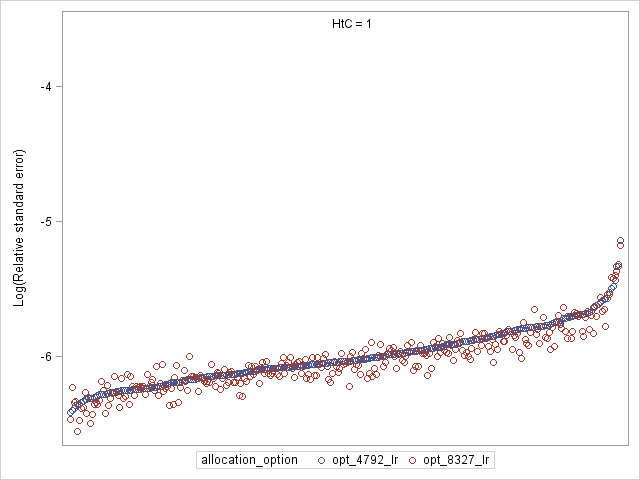 HtC = 1
-4
-5
-6
Log(Relative standard error)
allocation_option opt_4792_lr opt_8327_lr